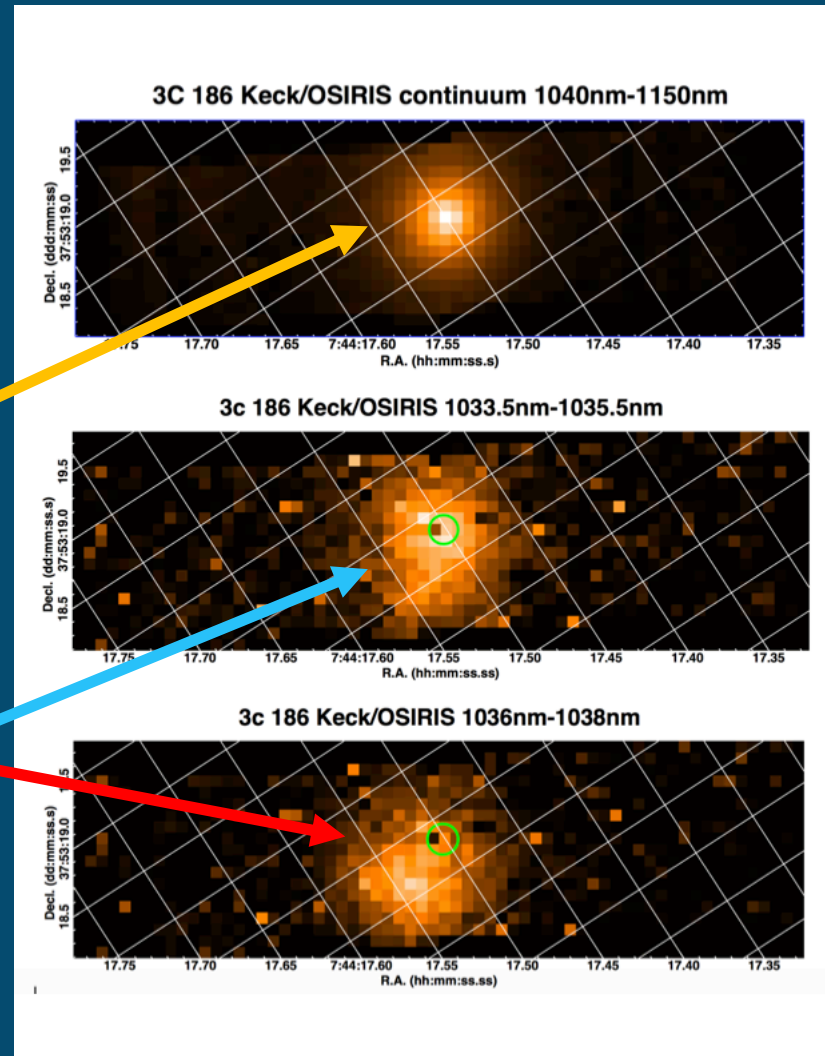 3C 186 Keck/OSIRIS continuum 1040nm-1150nm
19.5
37:53:19.0
18.5
Decl. (ddd:mm:ss)
17.70 17.65 7:44:17.60 17.55 17.50 17.45 17.40 17.35
R.A. (hh:mm:ss.s)
3c 186 Keck/OSIRIS 1033.5nm-1035.5nm
19.5
37:53:19.0
18.5
Decl. (dd:mm:ss.s)
17.75 17.70 17.65 7:44:17.60 17.55 17.50 17.45 17.40 17.35
R.A. (hh:mm:ss.ss)
3c 186 Keck/OSIRIS 1036nm-1038nm
37:53:19.0
18.5
Decl. (dd:mm:ss.s)
17.75 17.70 17.65 7:44:17.60 17.55 17.50 17.45 17.40 17.35
R.A. (hh:mm:ss.ss)